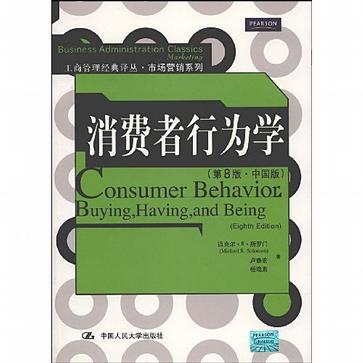 PEARSON
Business Administration Classics
Marketing
工商管理经典译丛·市场营销系列
消费者行为学
(第8版·中国版)
Consumer Behavior
Buying,Having,and Being
(Eighth Edition)
迈克尔·R·所罗门
(Michael R. Solomon)
卢泰宏
杨晓燕
著
中国人民大学出版社
PEARSON
Education